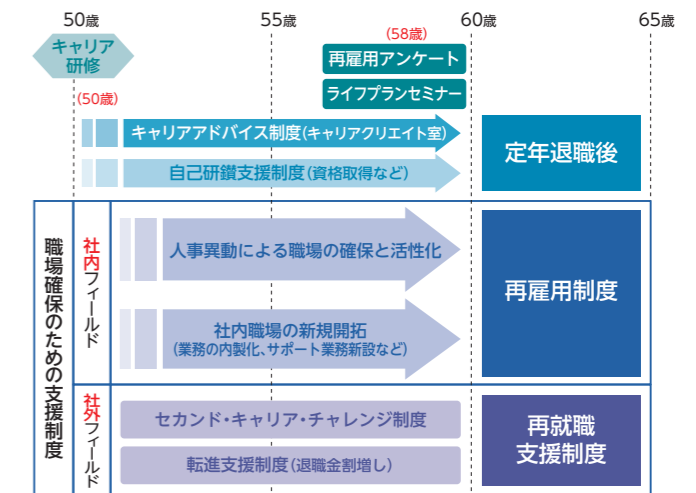 50歳
55歳
60歳
65歳
キャリア
研修
(50歳)
(58歳)
再雇用アンケート
ライフプランセミナー
キャリアアドバイス制度(キャリアクリエイト室)
自己研鑽支援制度(資格取得など)
定年退職後
職場確保のための支援制度
社内フィールド
人事異動による職場の確保と活性化
社内職場の新規開拓
(業務の内製化、サポート業務新設など)
再雇用制度
社外フィールド
セカンド・キャリア・チャレンジ制度
転進支援制度(退職金割増し)
再就職
支援制度